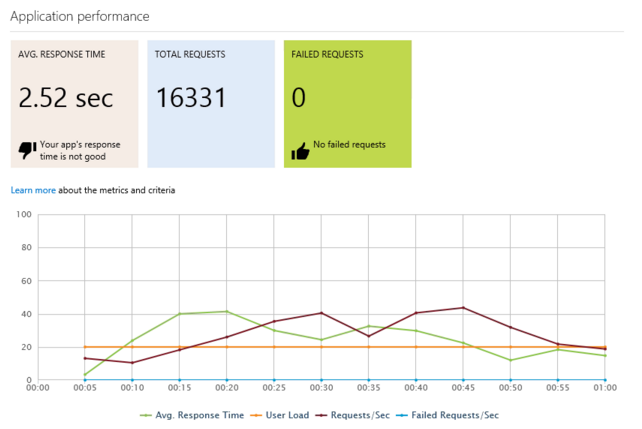 Application performance
AVG. RESPONSE TIME
2.52 sec
Your app's response
time is not good
TOTAL REQUESTS
16331
FAILED REQUESTS
0
No failed requests
Learn more about the metrics and criteria
100
80
60
40
20
0
00:00 00:05 00:10 00:15 00:20 00:25 00:30 00:35 00:40 00:45 00:50 00:55 01:00
Avg. Response Time User Load Requests/Sec Failed Requests/Sec